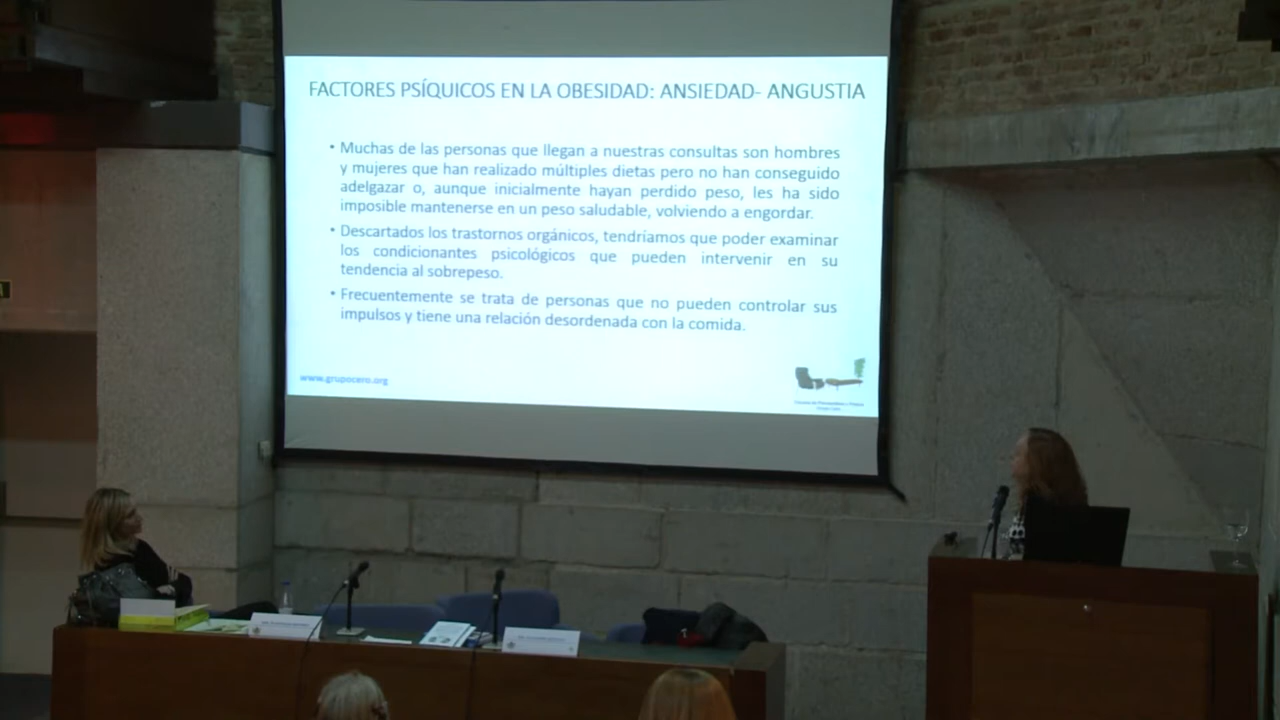 FACTORES PSÍQUICOS EN LA OBESIDAD: ANSIEDAD- ANGUSTIA
• Muchas de las personas que llegan a nuestras consultas son hombres
y mujeres que han realizado múltiples dietas pero no han conseguido
adelgazar o, aunque inicialmente hayan perdido peso, les ha sido
imposible mantenerse en un peso saludable, volviendo a engordar.
• Descartados los trastornos orgánicos, tendríamos que poder examinar
los condicionantes psicológicos que pueden intervenir en su
tendencia al sobrepeso.
• Frecuentemente se trata de personas que no pueden controlar sus
impulsos y tiene una relación desordenada con la comida.
www.grupocero.org